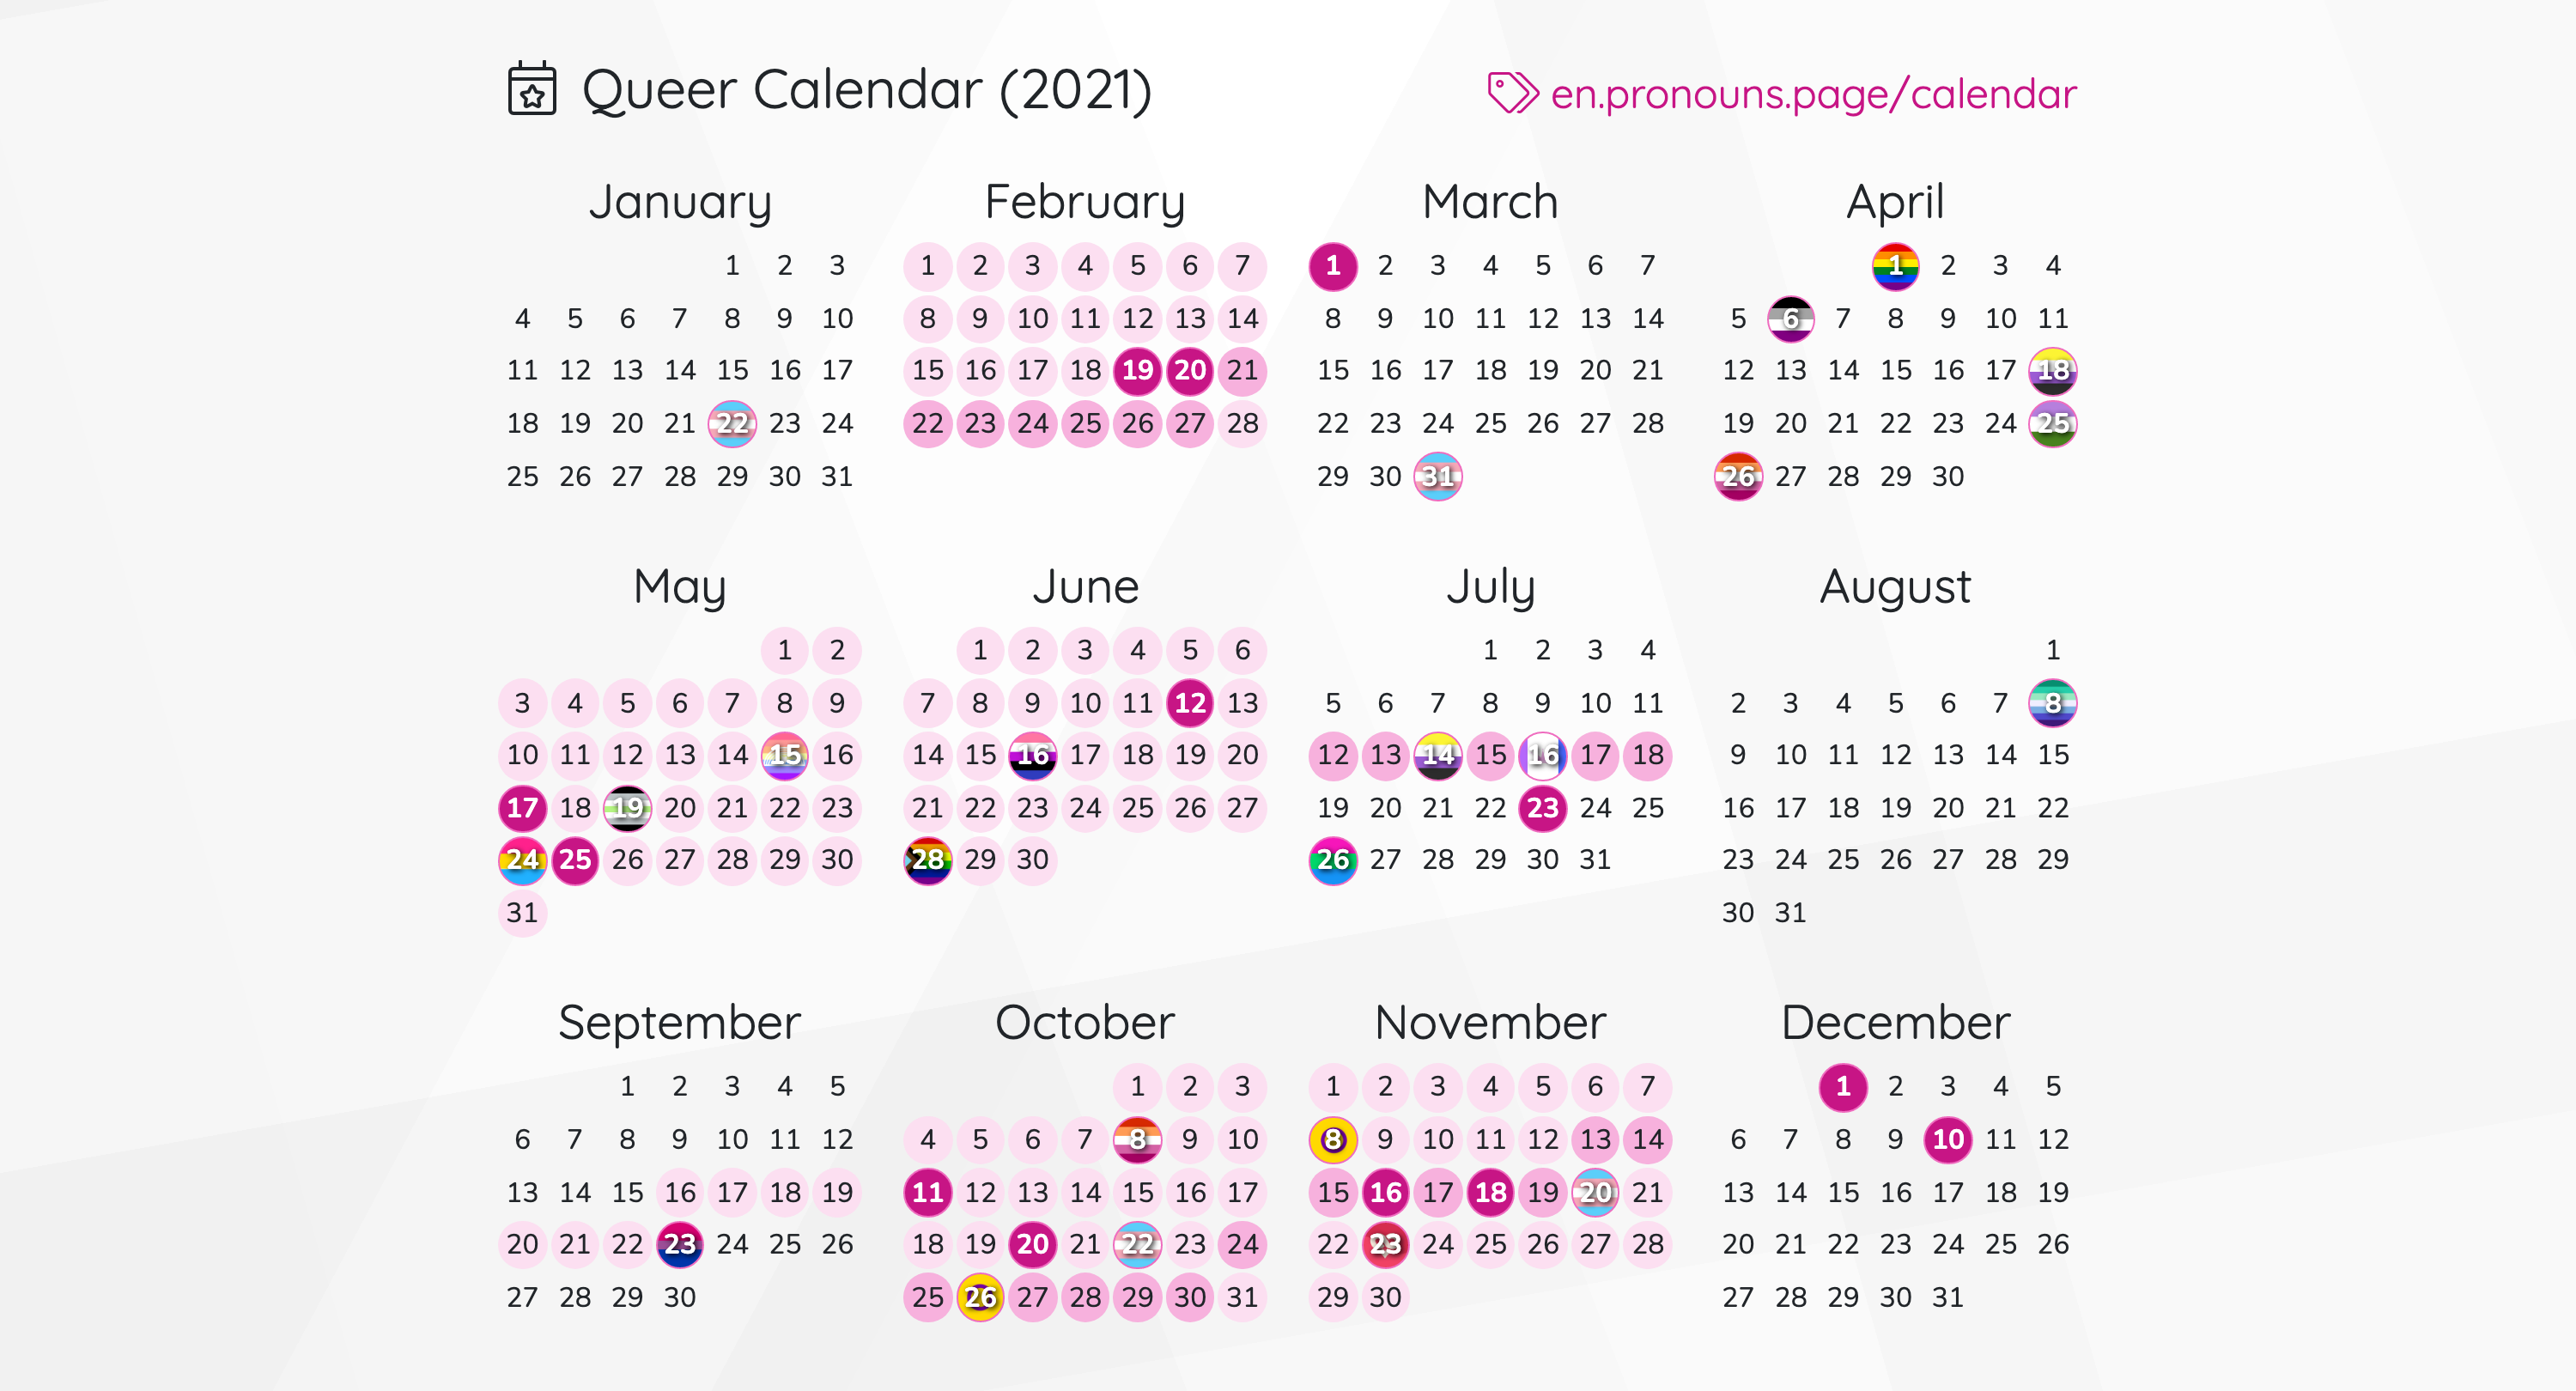 Queer Calendar (2021)
en.pronouns.page/calendar
January
1 2 3
4 5 6 7 8 9 10
11 12 13 14 15 16 17
18 19 20 21 22 23 24
25 26 27 28 29 30 31
February
1 2 3 4 5 6 7
8 9 10 11 12 13 14
15 16 17 18 19 20 21
22 23 24 25 26 27 28
March
1 2 3 4 5 6 7
8 9 10 11 12 13 14
15 16 17 18 19 20 21
22 23 24 25 26 27 28
29 30 31
April
1 2 3 4
5 6 7 8 9 10 11
12 13 14 15 16 17 18
19 20 21 22 23 24 25
26 27 28 29 30
May
1 2
3 4 5 6 7 8 9
10 11 12 13 14 15 16
17 18 19 20 21 22 23
24 25 26 27 28 29 30
31
June
1 2 3 4 5 6
7 8 9 10 11 12 13
14 15 16 17 18 19 20
21 22 23 24 25 26 27
28 29 30
July
1 2 3 4
5 6 7 8 9 10 11
12 13 14 15 16 17 18
19 20 21 22 23 24 25
26 27 28 29 30 31
August
1
2 3 4 5 6 7 8
9 10 11 12 13 14 15
16 17 18 19 20 21 22
23 24 25 26 27 28 29
30 31
September
1 2 3 4 5
6 7 8 9 10 11 12
13 14 15 16 17 18 19
20 21 22 23 24 25 26
27 28 29 30
October
1 2 3
4 5 6 7 8 9 10
11 12 13 14 15 16 17
18 19 20 21 22 23 24
25 26 27 28 29 30 31
November
1 2 3 4 5 6 7
8 9 10 11 12 13 14
15 16 17 18 19 20 21
22 23 24 25 26 27 28
29 30
December
1 2 3 4 5
6 7 8 9 10 11 12
13 14 15 16 17 18 19
20 21 22 23 24 25 26
27 28 29 30 31